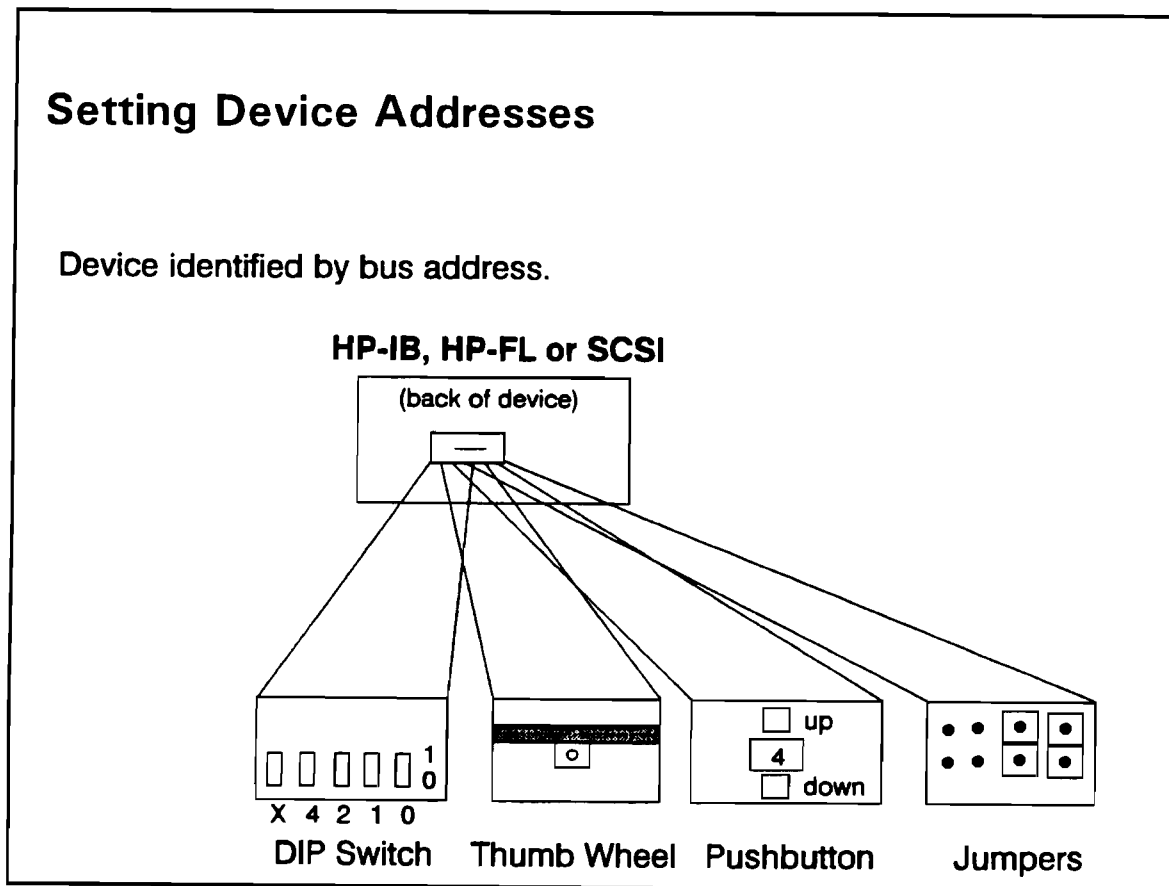 Setting Device Addresses
Device identified by bus address.
HP-IB, HP-FL or SCSI
(back of device)
1
0
X 4 2 1 0
DIP Switch
Thumb Wheel
up
4
down
Pushbutton
Jumpers